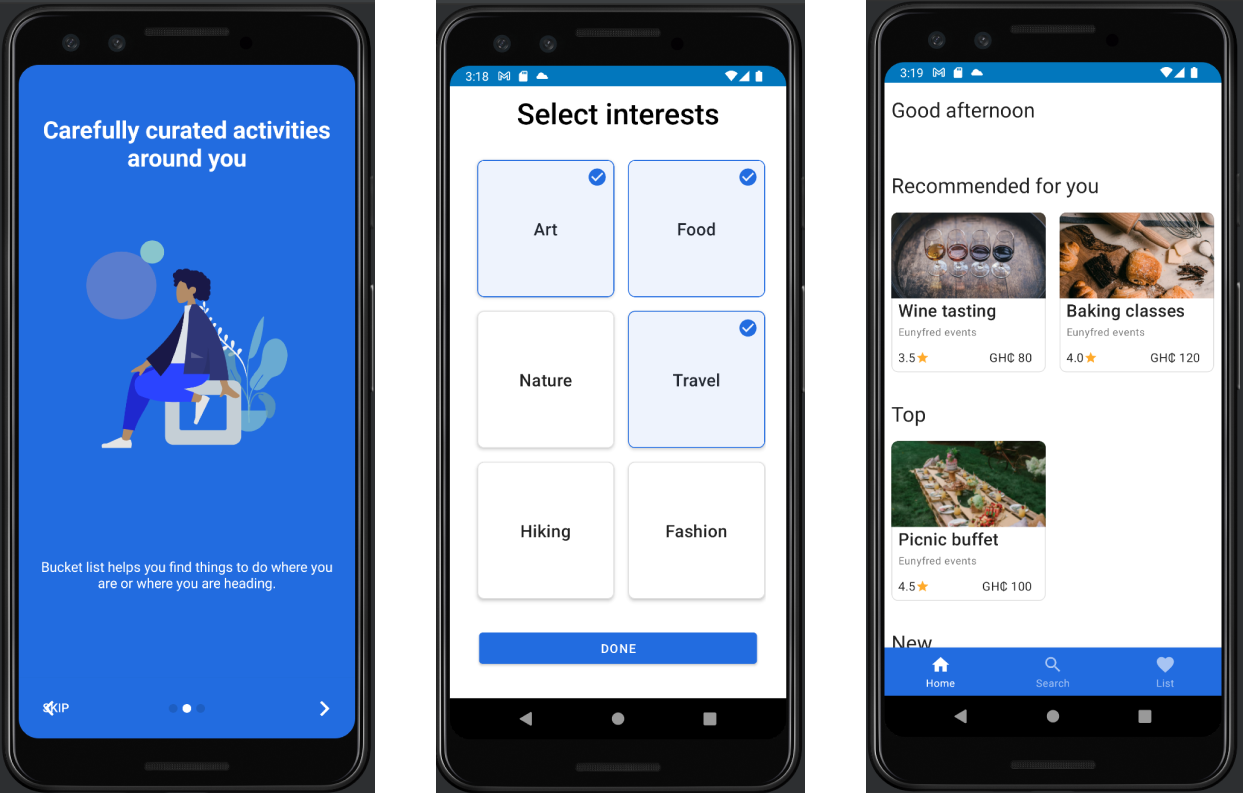 Carefully curated activities
around you
Bucket list helps you find things to do where you
are or where you are heading.
SKIP
3:18
Select interests
Art
Food
Nature
Travel
Hiking
Fashion
DONE
3:19
Good afternoon
Recommended for you
Wine tasting
Eunyfred events
3.5 GH₵ 80
Baking classes
Eunyfred events
4.0 GH₵ 120
Top
Picnic buffet
Eunyfred events
4.5 GH₵ 100
New
Home
Search
List